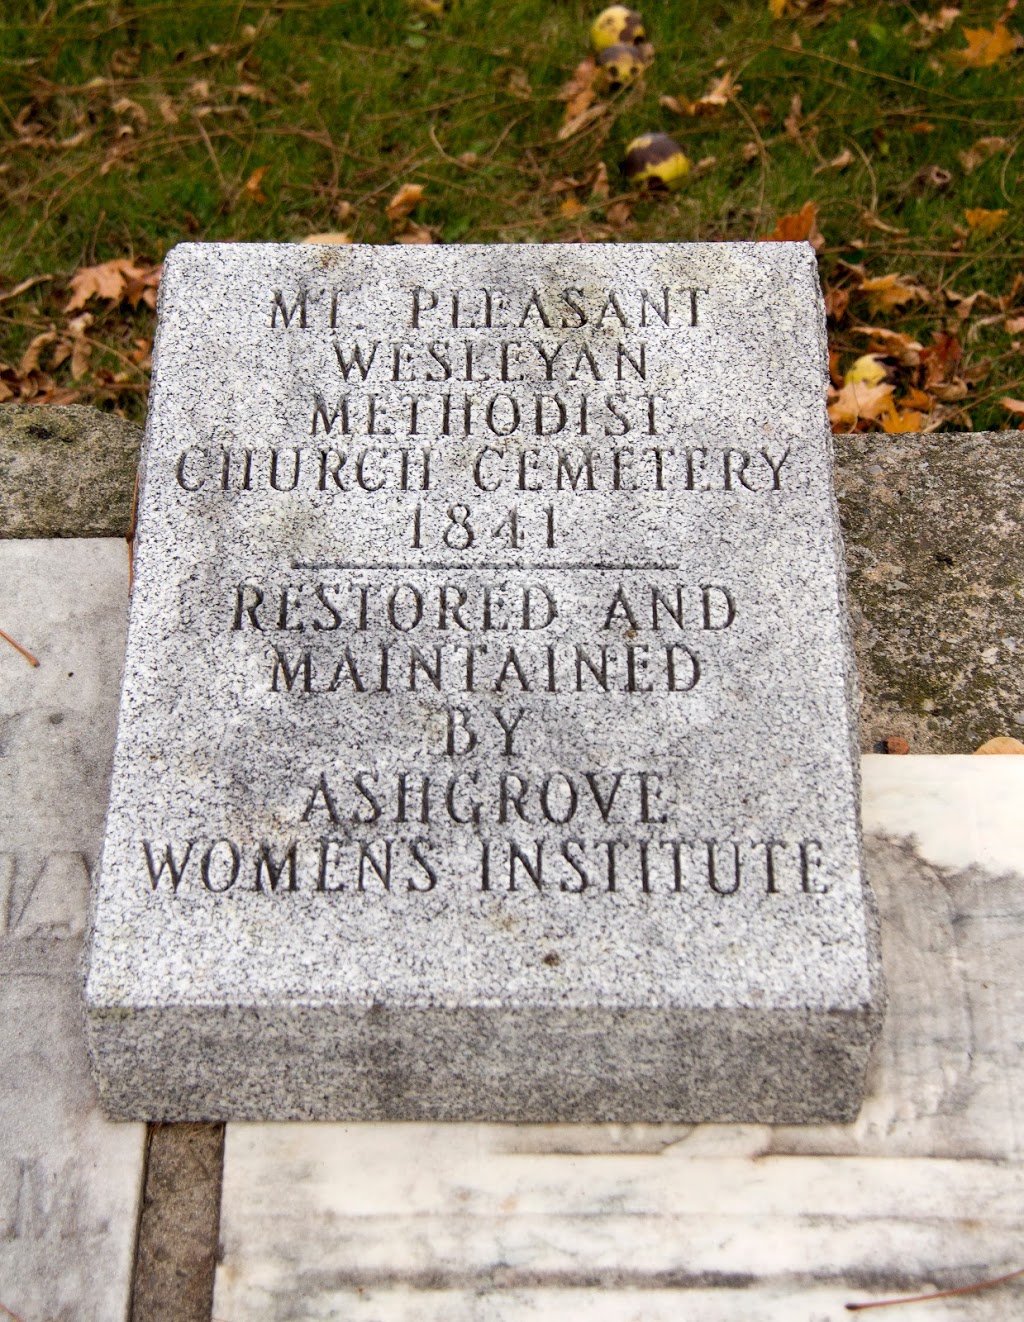 MT. PLEASANT
WESLEYAN
METHODIST
CHURCH CEMETERY
1841
RESTORED AND
MAINTAINED
BY
ASHGROVE
WOMENS INSTITUTE